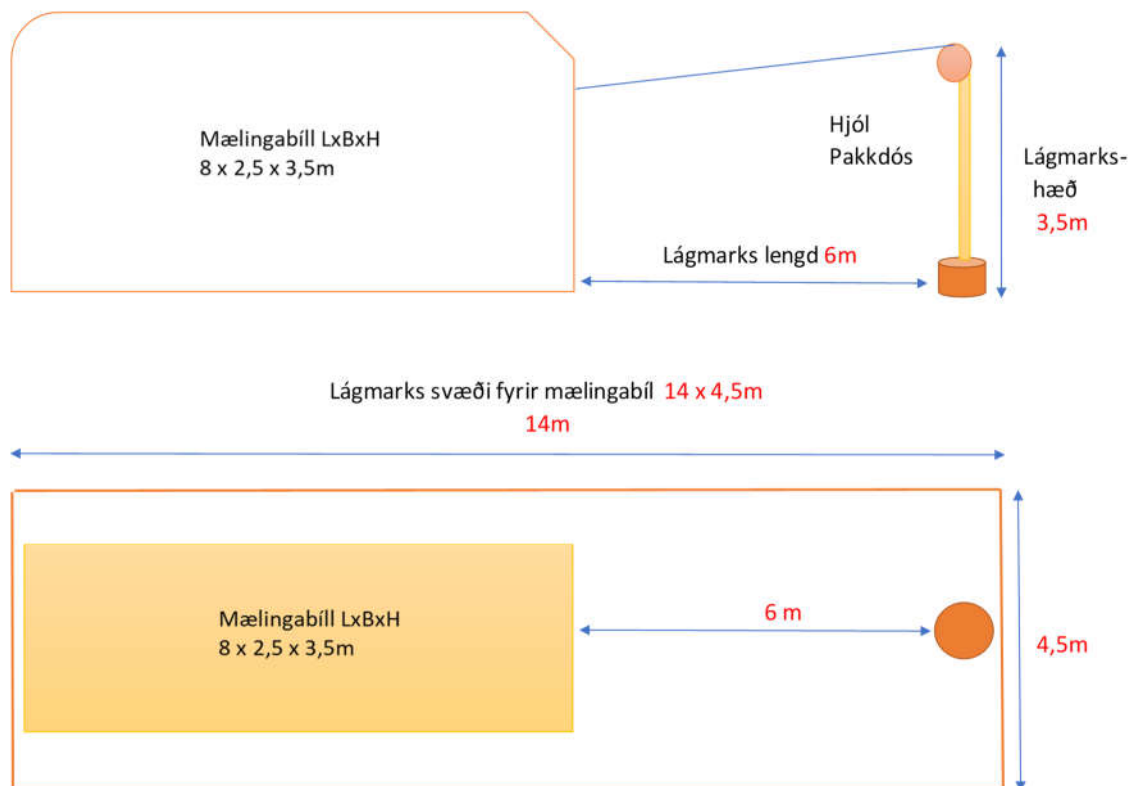 Mælingabíll LxBxH
8 x 2,5 x 3,5m
Hjól
Pakkdós
Lágmarks-
hæð
3,5m
Lágmarks lengd 6m
Lágmarks svæði fyrir mælingabíl 14 x 4,5m
14m
Mælingabíll LxBxH
8 x 2,5 x 3,5m
6 m
4,5m